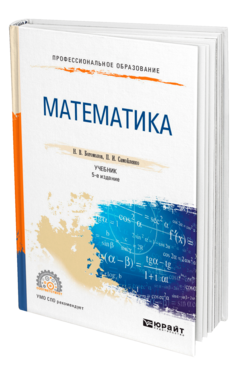 ПРОФЕССИОНАЛЬНОЕ ОБРАЗОВАНИЕ
МАТЕМАТИКА
Н. В. Богомолов, П. И. Самойленко
УЧЕБНИК
5-е издание
УМО СПО рекомендует
юрайт